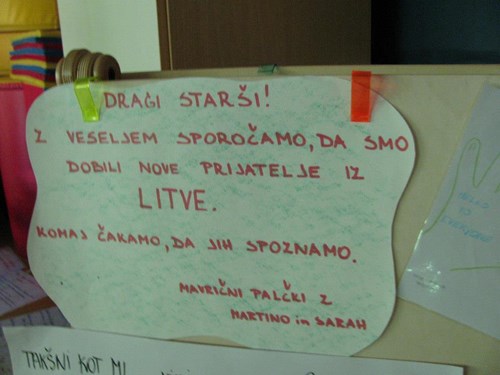 DRAGI STARŠI!
Z VESELJEM SPOROČAMO, DA SMO
DOBILI NOVE PRIJATELJE IZ
LITVE.
KOMAJ ČAKAMO, DA JIH SPOZNAMO.
MAVRIČNI PALČKI Z
MARTINO in SARAH
TAKŠNI KOT MI